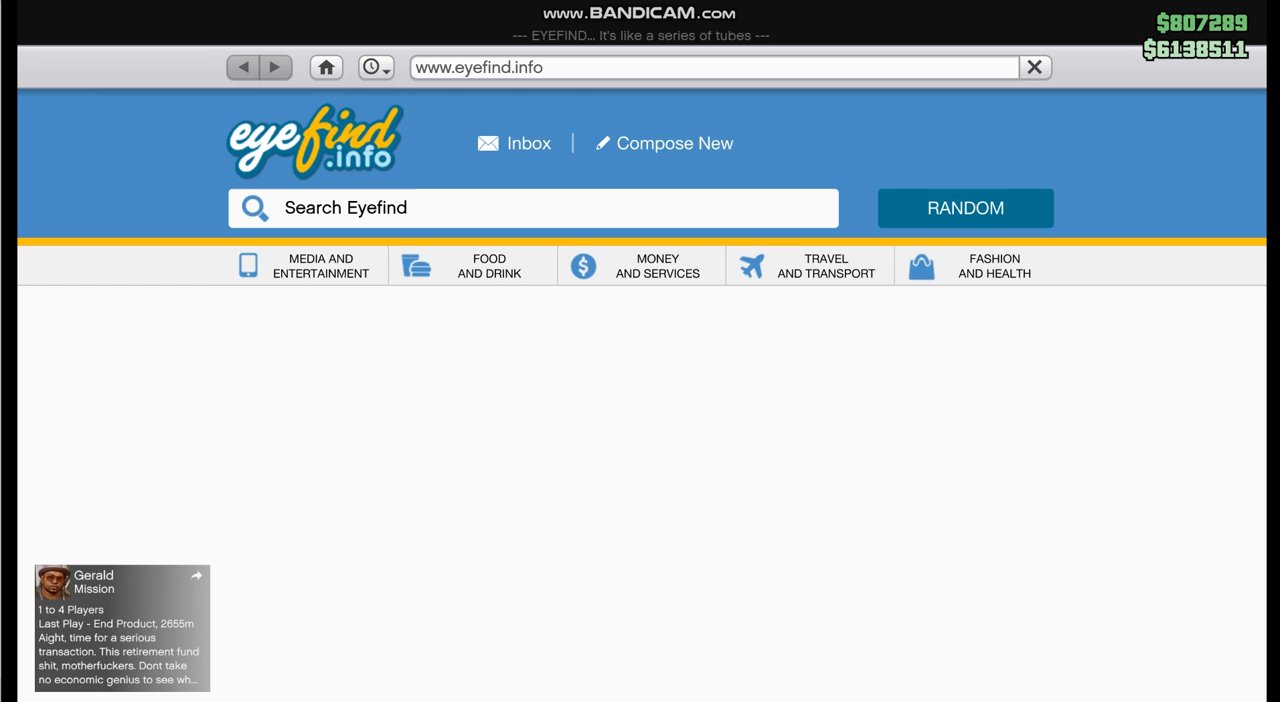 www.BANDICAM.com
--- EYEFIND... It's like a series of tubes ---
$807289
$6138511
www.eyefind.info
eyefind
.info
Inbox
Compose New
Search Eyefind
RANDOM
MEDIA AND
ENTERTAINMENT
FOOD
AND DRINK
MONEY
AND SERVICES
TRAVEL
AND TRANSPORT
FASHION
AND HEALTH
Gerald
Mission
1 to 4 Players
Last Play - End Product, 2655m
Aight, time for a serious
transaction. This retirement fund
shit, motherfuckers. Dont take
no economic genius to see wh...